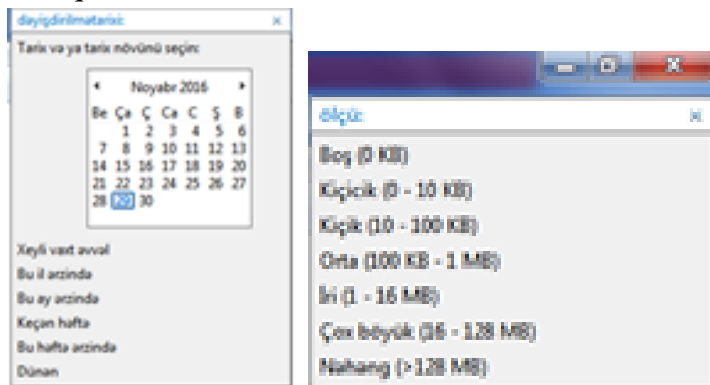 dəyişdirilmətarixi:
Tarix və ya tarix növünü seçin:
Noyabr 2016
Be Ça Ç Ca C Ş B
1 2 3 4 5 6
7 8 9 10 11 12 13
14 15 16 17 18 19 20
21 22 23 24 25 26 27
28 29 30
Xeyli vaxt əvvəl
Bu il ərzində
Bu ay ərzində
Keçən həftə
Bu həftə ərzində
Dünən
ölçü:
Boş (0 KB)
Kiçicik (0 - 10 KB)
Kiçik (10 - 100 KB)
Orta (100 KB - 1 MB)
İri (1 - 16 MB)
Çox böyük (16 - 128 MB)
Nəhəng (>128 MB)